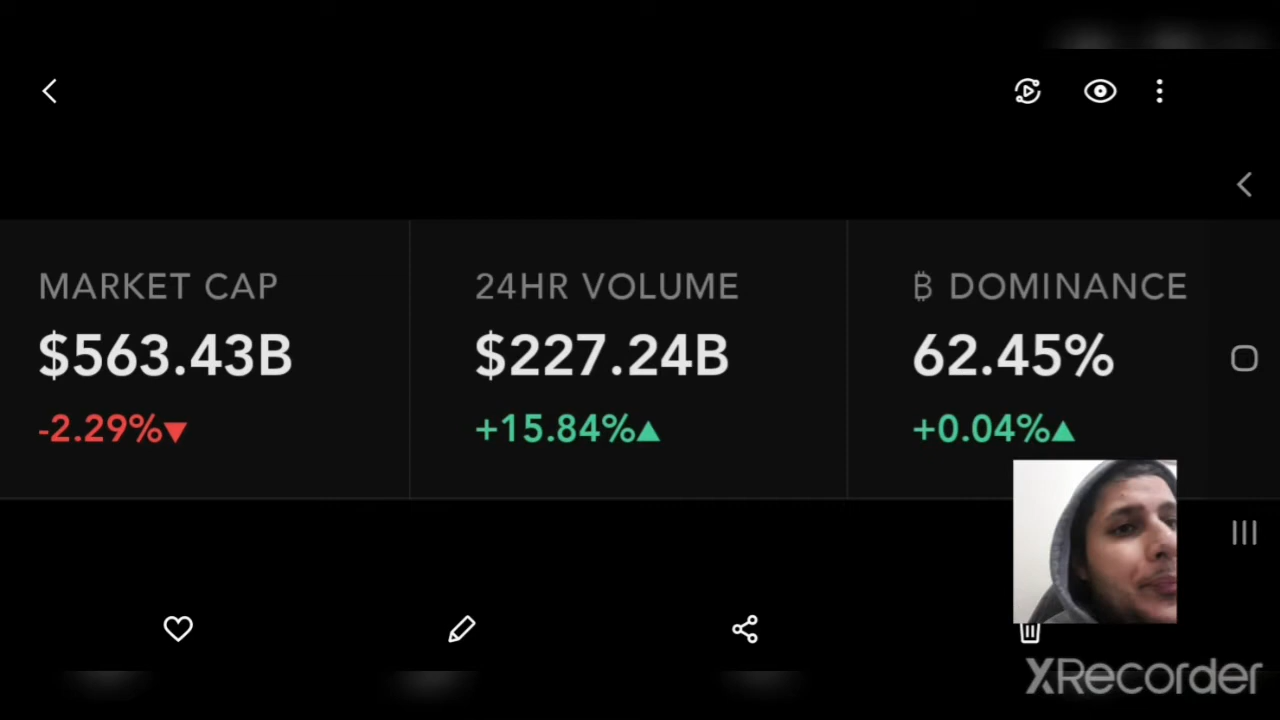 MARKET CAP
$563.43B
-2.29%▼
24HR VOLUME
$227.24B
+15.84%▲
₿ DOMINANCE
62.45%
+0.04%▲
XRecorder